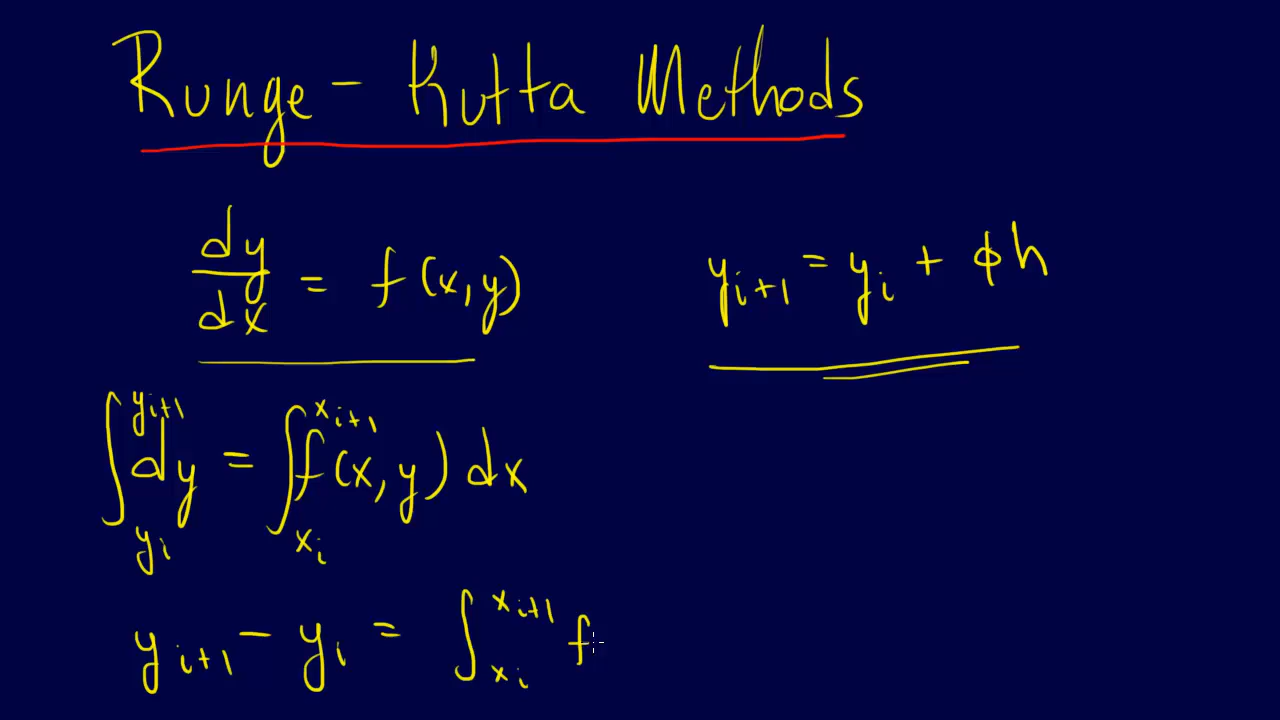 Runge - Kutta Methods
dy/dx = f(x,y)
y_{i+1} = y_i + ϕh
∫_{y_i}^{y_{i+1}} dy = ∫_{x_i}^{x_{i+1}} f(x,y) dx
y_{i+1} - y_i = ∫_{x_i}^{x_{i+1}} f